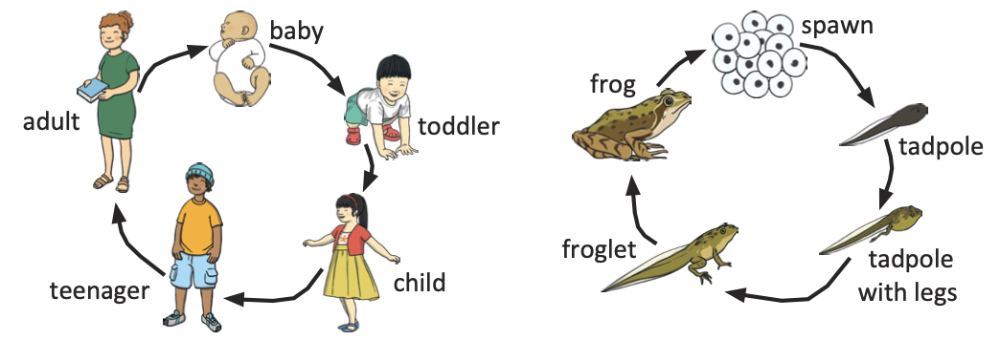 baby
toddler
child
teenager
adult
spawn
tadpole
tadpole
with legs
froglet
frog